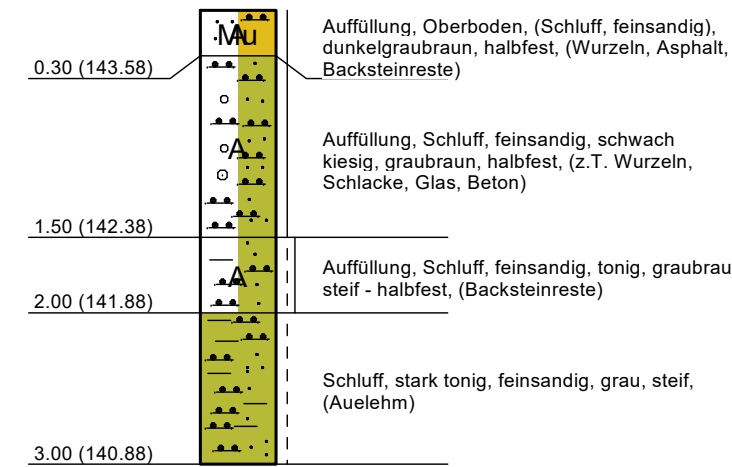 Mu
A
Auffüllung, Oberboden, (Schluff, feinsandig),
dunkelgraubraun, halbfest, (Wurzeln, Asphalt,
Backsteinreste)
0.30 (143.58)
A
Auffüllung, Schluff, feinsandig, schwach
kiesig, graubraun, halbfest, (z.T. Wurzeln,
Schlacke, Glas, Beton)
1.50 (142.38)
A
Auffüllung, Schluff, feinsandig, tonig, graubrau
steif - halbfest, (Backsteinreste)
2.00 (141.88)
Schluff, stark tonig, feinsandig, grau, steif,
(Auelehm)
3.00 (140.88)